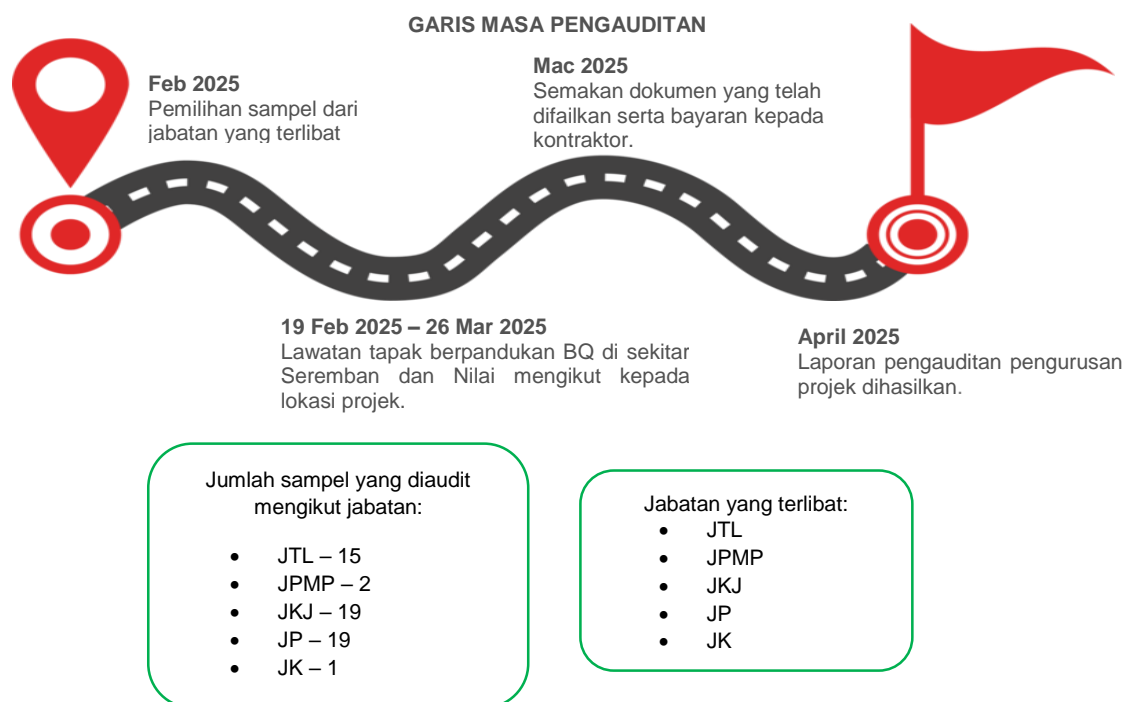 GARIS MASA PENGAUDITAN
Feb 2025
Pemilihan sampel dari
jabatan yang terlibat
Mac 2025
Semakan dokumen yang telah
difailkan serta bayaran kepada
kontraktor.
19 Feb 2025 – 26 Mar 2025
Lawatan tapak berpandukan BQ di sekitar
Seremban dan Nilai mengikut kepada
lokasi projek.
April 2025
Laporan pengauditan pengurusan
projek dihasilkan.
Jumlah sampel yang diaudit
mengikut jabatan:
• JTL – 15
• JPMP – 2
• JKJ – 19
• JP – 19
• JK – 1
Jabatan yang terlibat:
• JTL
• JPMP
• JKJ
• JP
• JK